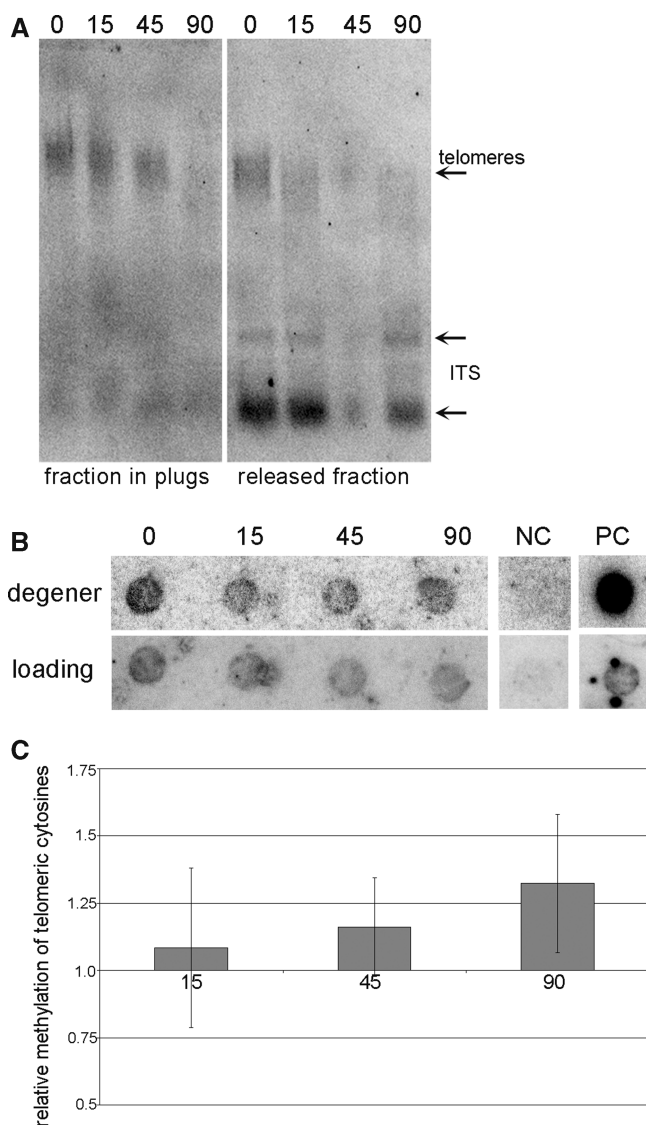 A
0 15 45 90 0 15 45 90
telomeres
ITS
fraction in plugs released fraction
B
0 15 45 90 NC PC
degener
loading
C
relative methylation of telomeric cytosines
1.75
1.5
1.25
1.0
15 45 90
0.75
0.5